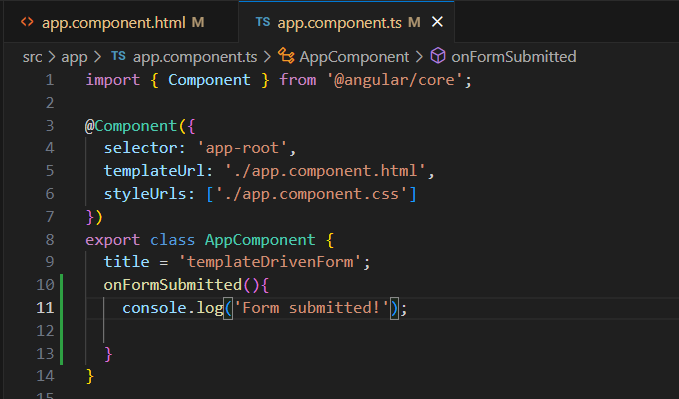 app.component.html M
TS app.component.ts M
src > app > TS app.component.ts > AppComponent > onFormSubmitted
1 import { Component } from '@angular/core';
2
3 @Component({
4 selector: 'app-root',
5 templateUrl: './app.component.html',
6 styleUrls: ['./app.component.css']
7 })
8 export class AppComponent {
9 title = 'templateDrivenForm';
10 onFormSubmitted(){
11 console.log('Form submitted!');
12
13 }
14 }
15